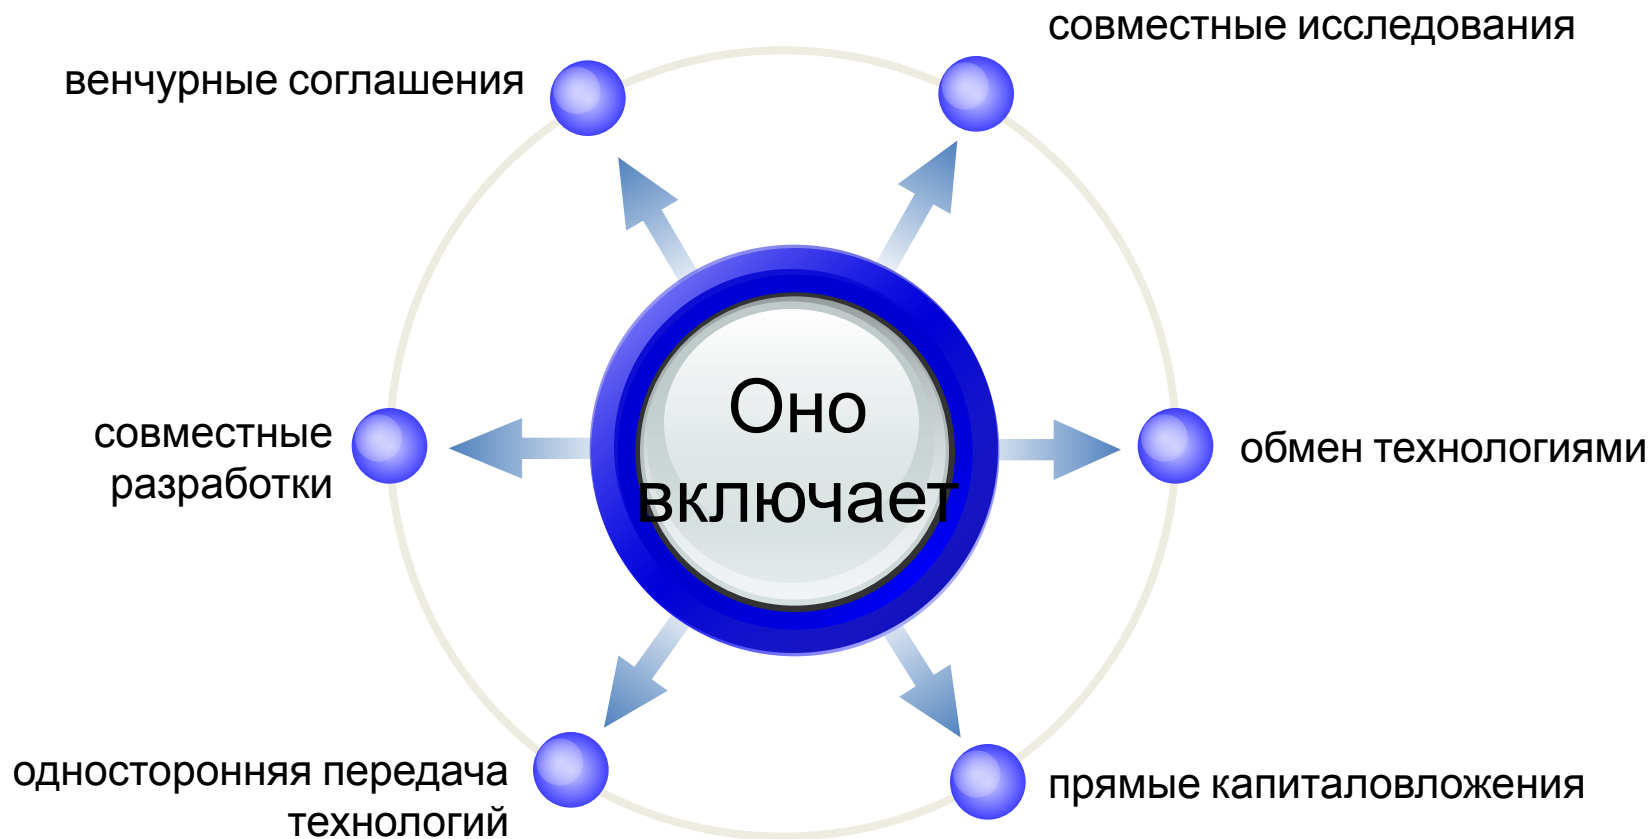 совместные исследования
венчурные соглашения
Оно
включает
совместные
разработки
обмен технологиями
односторонняя передача
технологий
прямые капиталовложения